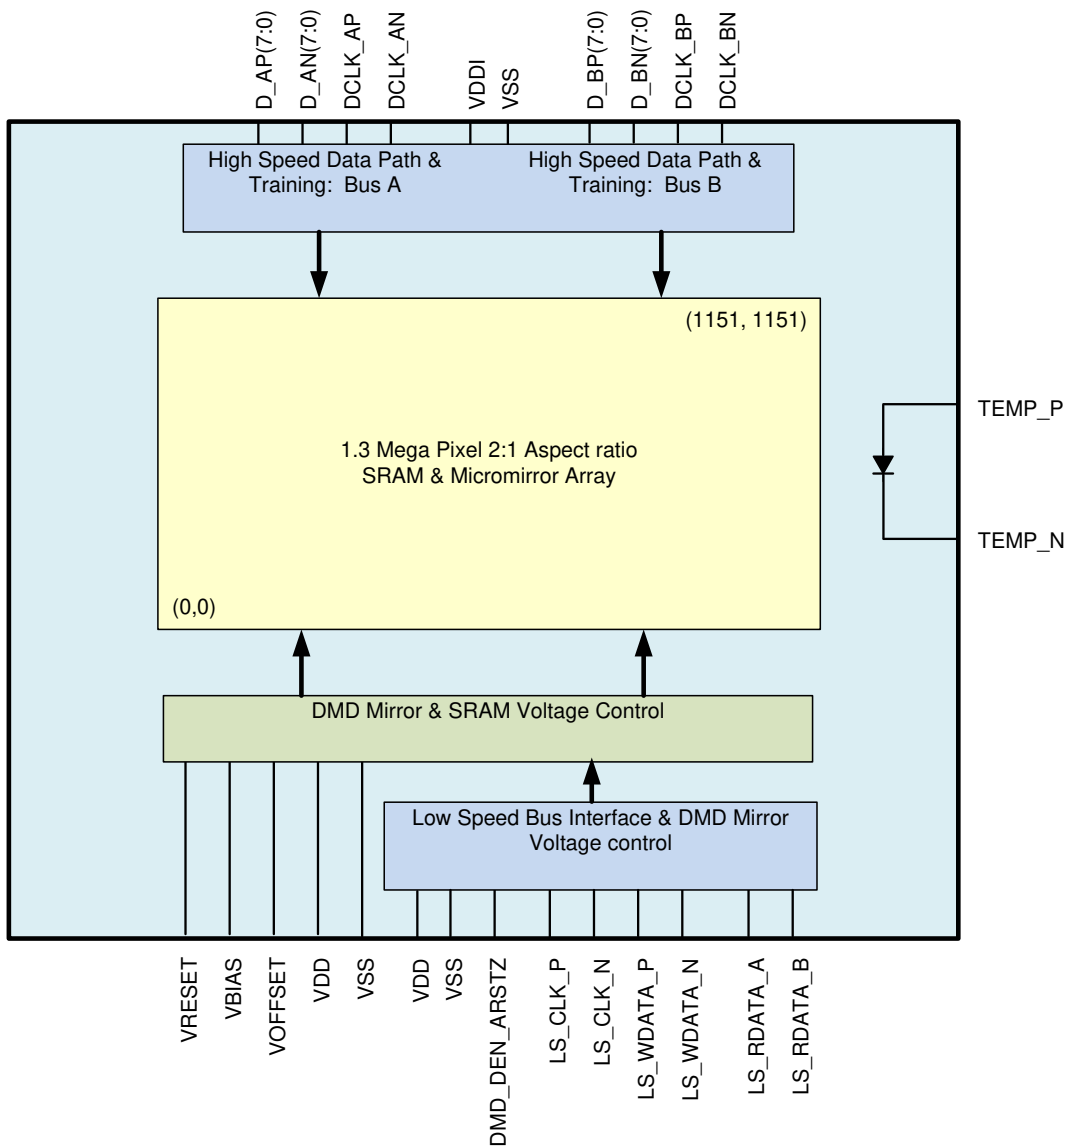 D_AP(7:0)
D_AN(7:0)
DCLK_AP
DCLK_AN
VDDI
VSS
D_BP(7:0)
D_BN(7:0)
DCLK_BP
DCLK_BN
High Speed Data Path &
Training:  Bus A
High Speed Data Path &
Training:  Bus B
(1151, 1151)
1.3 Mega Pixel 2:1 Aspect ratio
SRAM & Micromirror Array
(0,0)
TEMP_P
TEMP_N
DMD Mirror & SRAM Voltage Control
Low Speed Bus Interface & DMD Mirror
Voltage control
VRESET
VBIAS
VOFFSET
VDD
VSS
VDD
VSS
DMD_DEN_ARSTZ
LS_CLK_P
LS_CLK_N
LS_WDATA_P
LS_WDATA_N
LS_RDATA_A
LS_RDATA_B